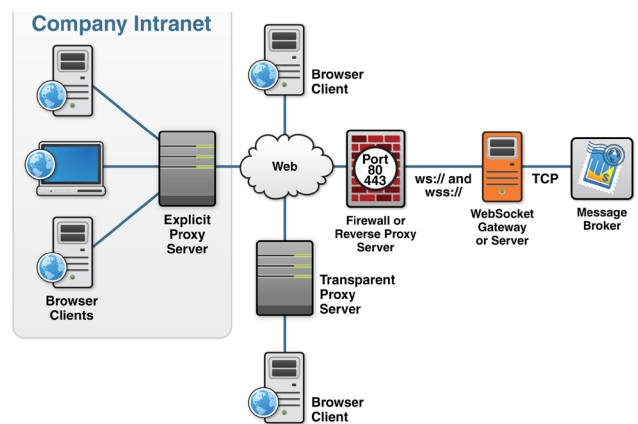 Company Intranet
Browser
Client
Web
Port
80
443
ws:// and
wss://
TCP
Explicit
Proxy
Server
Firewall or
Reverse Proxy
Server
WebSocket
Gateway
or Server
Message
Broker
Browser
Clients
Transparent
Proxy
Server
Browser
Client